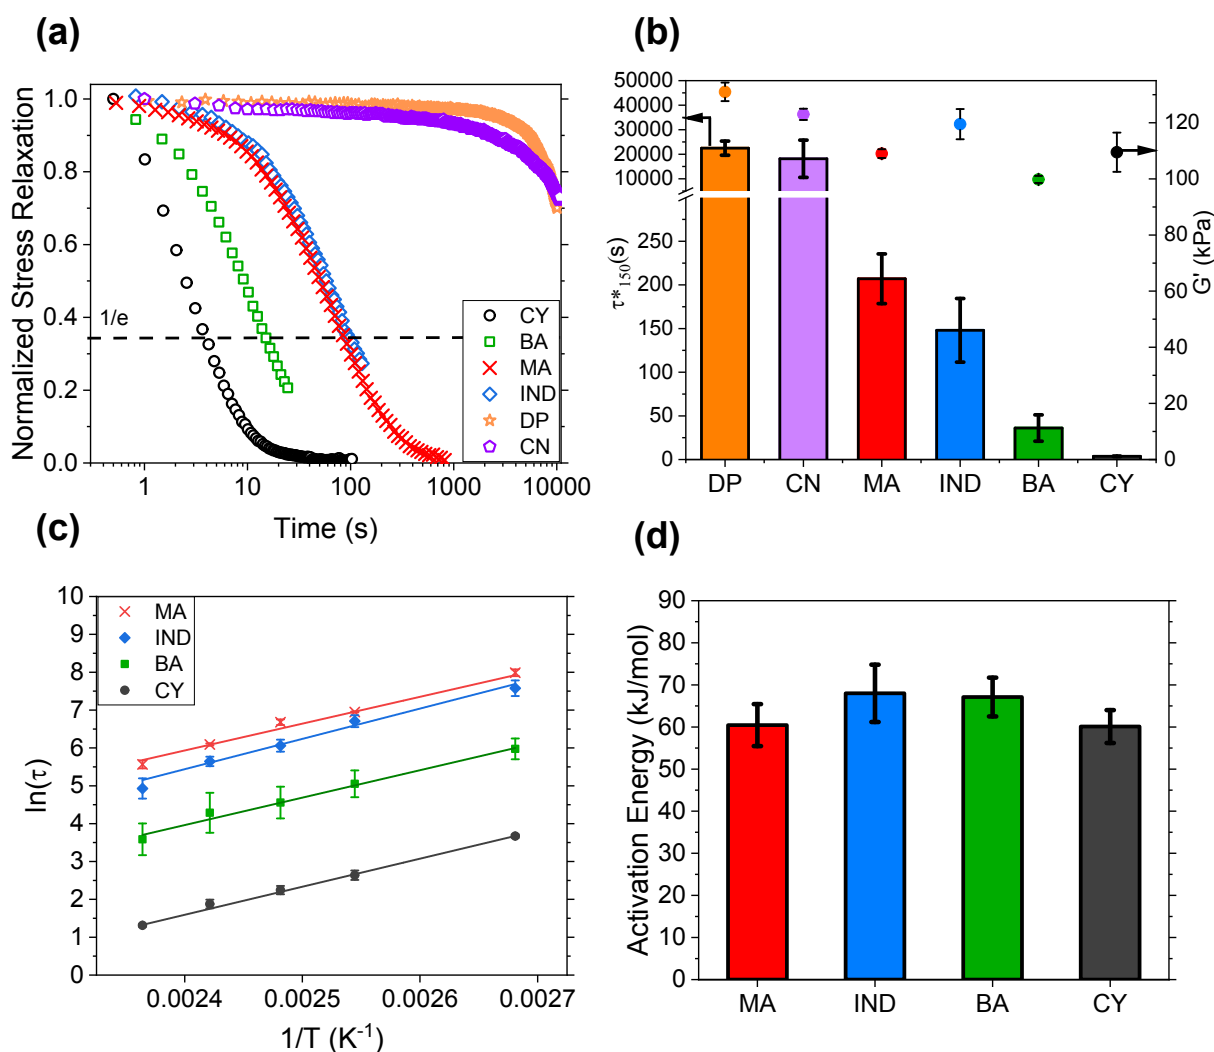 (a)
Normalized Stress Relaxation
1.0
0.8
0.6
0.4
0.2
0.0
1/e
CY
BA
MA
IND
DP
CN
1 10 100 1000 10000
Time (s)
(b)
τ*150(s)
50000
40000
30000
20000
10000
250
200
150
100
50
0
120
100
80
60
40
20
0
G' (kPa)
DP CN MA IND BA CY
(c)
ln(τ)
10
9
8
7
6
5
4
3
2
1
0
MA
IND
BA
CY
0.0024 0.0025 0.0026 0.0027
1/T (K-1)
(d)
Activation Energy (kJ/mol)
90
80
70
60
50
40
30
20
10
0
MA IND BA CY